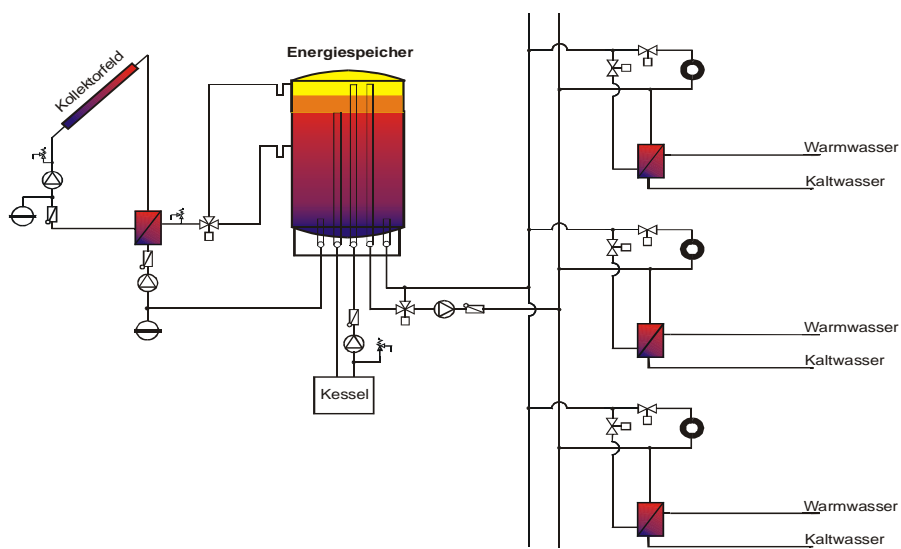 Energiespeicher
Kollektorfeld
Warmwasser
Kaltwasser
Warmwasser
Kaltwasser
Kessel
Warmwasser
Kaltwasser